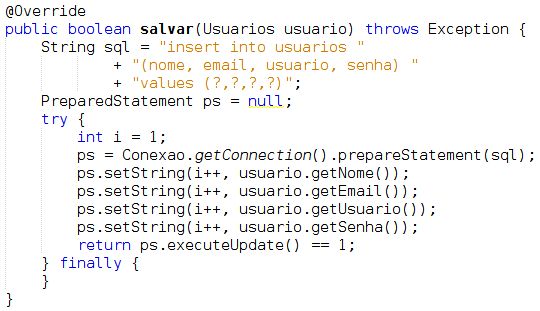 @Override
public boolean salvar(Usuarios usuario) throws Exception {
    String sql = "insert into usuarios "
            + "(nome, email, usuario, senha) "
            + "values (?,?,?,?)";
    PreparedStatement ps = null;
    try {
        int i = 1;
        ps = Conexao.getConnection().prepareStatement(sql);
        ps.setString(i++, usuario.getNome());
        ps.setString(i++, usuario.getEmail());
        ps.setString(i++, usuario.getUsuario());
        ps.setString(i++, usuario.getSenha());
        return ps.executeUpdate() == 1;
    } finally {
    }
}